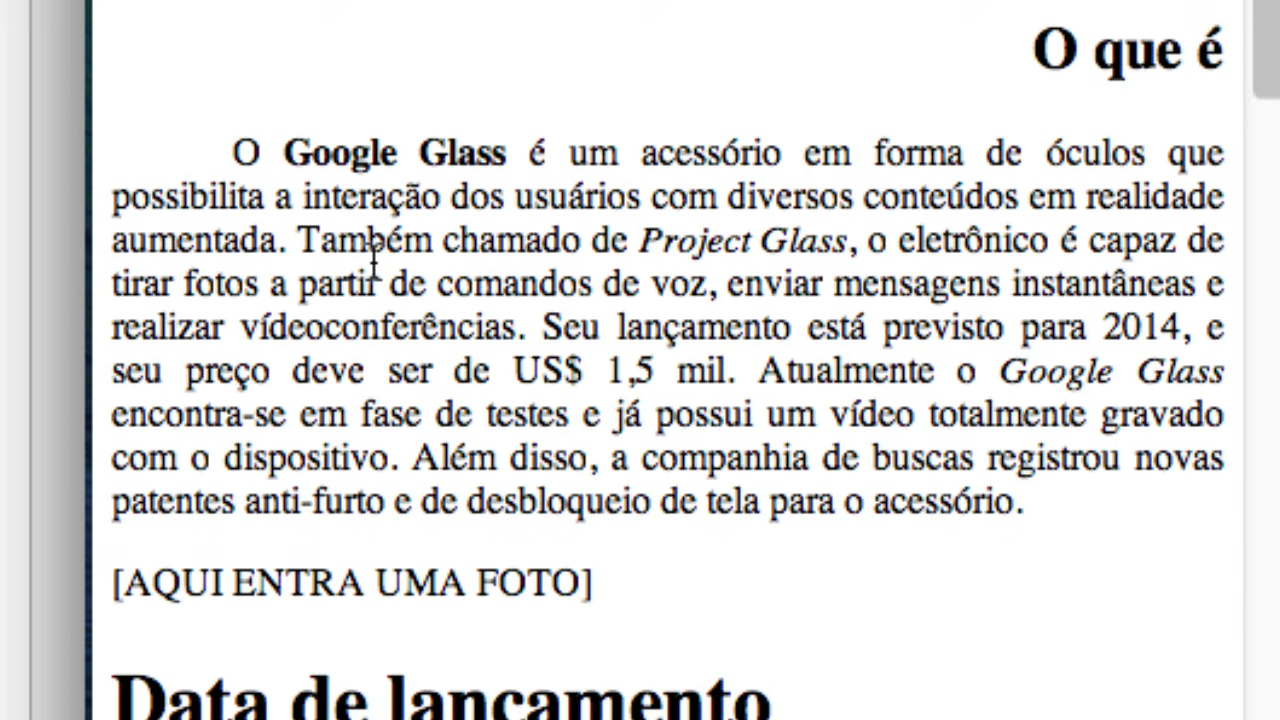 O que é
O Google Glass é um acessório em forma de óculos que
possibilita a interação dos usuários com diversos conteúdos em realidade
aumentada. Também chamado de Project Glass, o eletrônico é capaz de
tirar fotos a partir de comandos de voz, enviar mensagens instantâneas e
realizar vídeoconferências. Seu lançamento está previsto para 2014, e
seu preço deve ser de US$ 1,5 mil. Atualmente o Google Glass
encontra-se em fase de testes e já possui um vídeo totalmente gravado
com o dispositivo. Além disso, a companhia de buscas registrou novas
patentes anti-furto e de desbloqueio de tela para o acessório.
[AQUI ENTRA UMA FOTO]
Data de lançamento